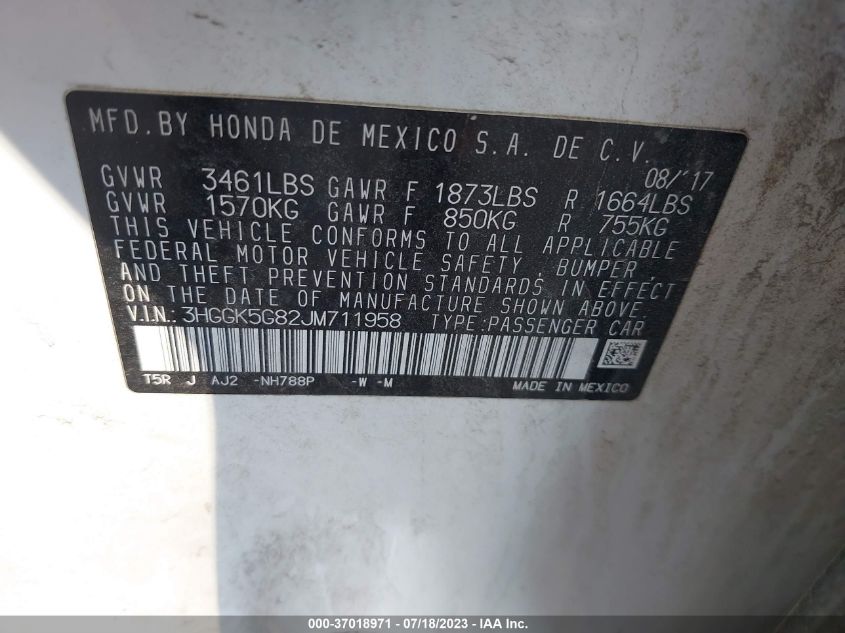 MFD. BY HONDA DE MEXICO S.A. DE C.V.
08/'17
GVWR 3461LBS GAWR F 1873LBS R 1664LBS
GVWR 1570KG GAWR F 850KG R 755KG
THIS VEHICLE CONFORMS TO ALL APPLICABLE
FEDERAL MOTOR VEHICLE SAFETY, BUMPER,
AND THEFT PREVENTION STANDARDS IN EFFECT
ON THE DATE OF MANUFACTURE SHOWN ABOVE.
V.I.N.: 3HGGK5G82JM711958 TYPE:PASSENGER CAR
T5R J AJ2 -NH788P -W -M MADE IN MEXICO
000-37018971 - 07/18/2023 - IAA Inc.